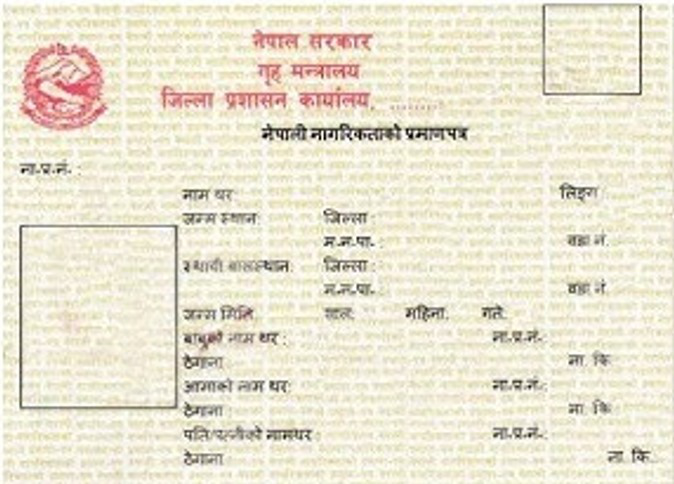 नेपाल सरकार
गृह मन्त्रालय
जिल्ला प्रशासन कार्यालय, .........
नेपाली नागरिकताको प्रमाणपत्र
ना.प्र.नं. :
नाम थर: लिङ्ग:
जन्म स्थान: जिल्ला :
म.न.पा. : वडा नं.
स्थायी बासस्थान: जिल्ला :
म.न.पा. : वडा नं.
जन्म मिति: साल: महिना: गते:
बाबुको नाम थर : ना.प्र.नं.:
ठेगाना: ना. कि.
आमाको नाम थर: ना.प्र.नं.:
ठेगाना : ना. कि.
पति/पत्नीको नामथर : ना.प्र.नं.:
ठेगाना: ना. कि..